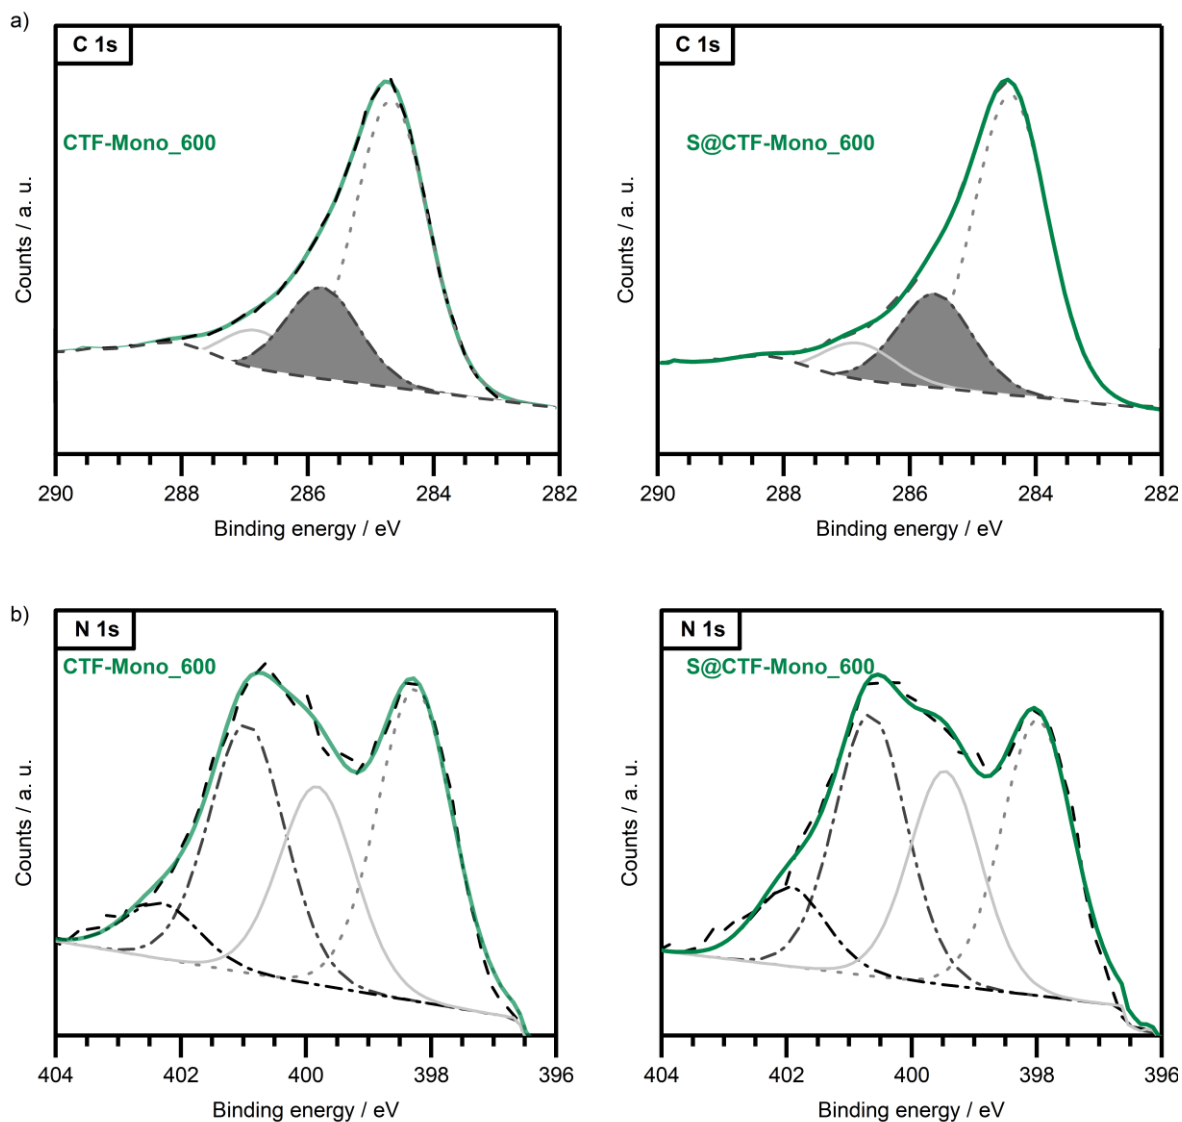 a)
C 1s
CTF-Mono_600
Counts / a. u.
290 288 286 284 282
Binding energy / eV
C 1s
S@CTF-Mono_600
Counts / a. u.
290 288 286 284 282
Binding energy / eV
b)
N 1s
CTF-Mono_600
Counts / a. u.
404 402 400 398 396
Binding energy / eV
N 1s
S@CTF-Mono_600
Counts / a. u.
404 402 400 398 396
Binding energy / eV